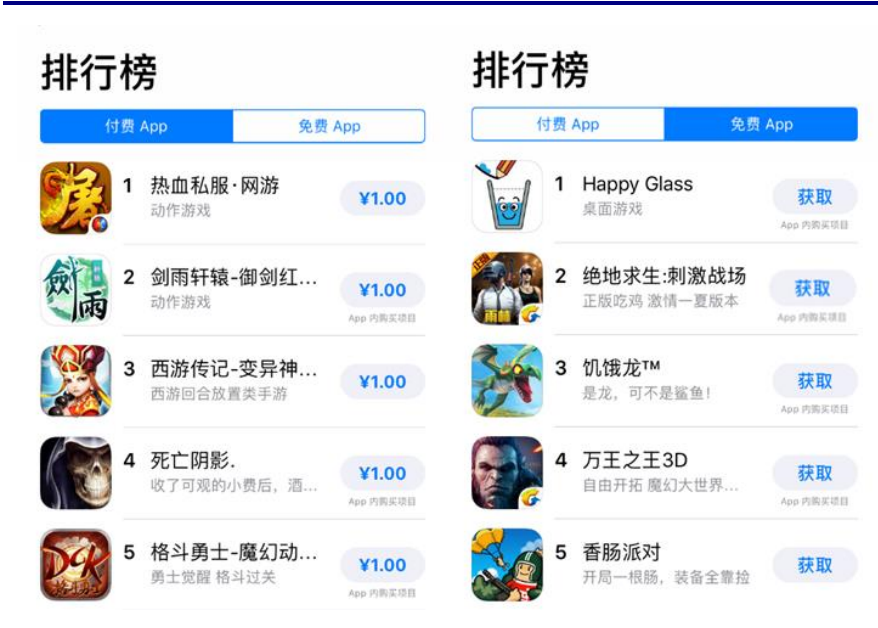 排行榜
付费 App
免费 App
1 热血私服·网游
动作游戏
¥1.00
2 剑雨轩辕-御剑红...
动作游戏
¥1.00
App 内购买项目
3 西游传记-变异神...
西游回合放置类手游
¥1.00
4 死亡阴影.
收了可观的小费后，酒...
¥1.00
App 内购买项目
5 格斗勇士-魔幻动...
勇士觉醒 格斗过关
¥1.00
App 内购买项目
排行榜
付费 App
免费 App
1 Happy Glass
桌面游戏
获取
App 内购买项目
2 绝地求生:刺激战场
正版吃鸡 激情一夏版本
获取
App 内购买项目
3 饥饿龙™
是龙，可不是鲨鱼！
获取
App 内购买项目
4 万王之王3D
自由开拓 魔幻大世界...
获取
App 内购买项目
5 香肠派对
开局一根肠，装备全靠捡
获取
屠
剑雨
DCK
正版
雨林